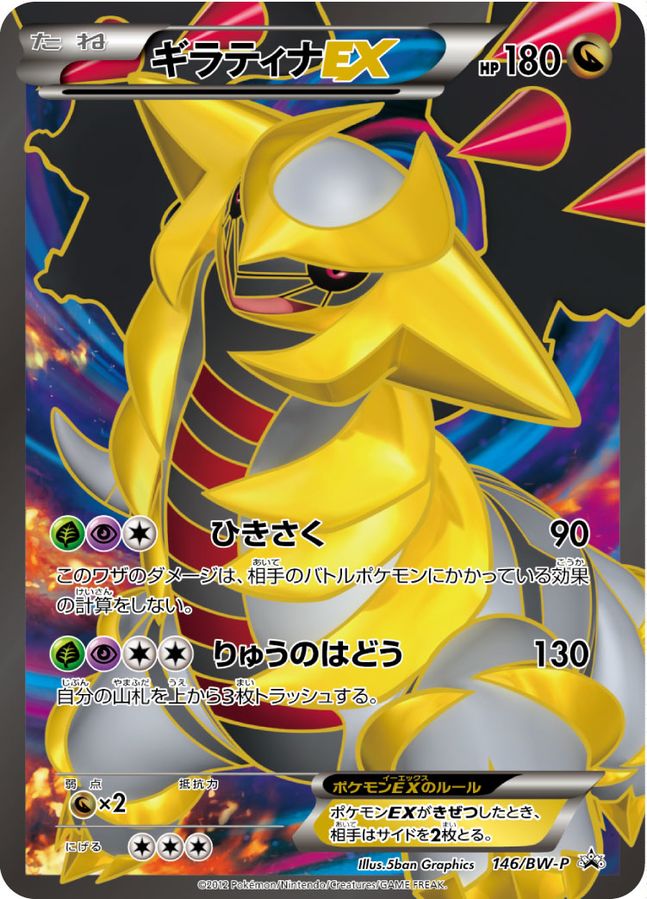 たね
ギラティナEX
HP180
ひきさく 90
このワザのダメージは、相手のバトルポケモンにかかっている効果
の計算をしない。
りゅうのはどう 130
自分の山札を上から3枚トラッシュする。
弱点 抵抗力
×2
にげる
ポケモンEXのルール
ポケモンEXがきぜつしたとき、
相手はサイドを2枚とる。
Illus.5ban Graphics 146/BW-P
©2012 Pokémon/Nintendo/Creatures/GAME FREAK.